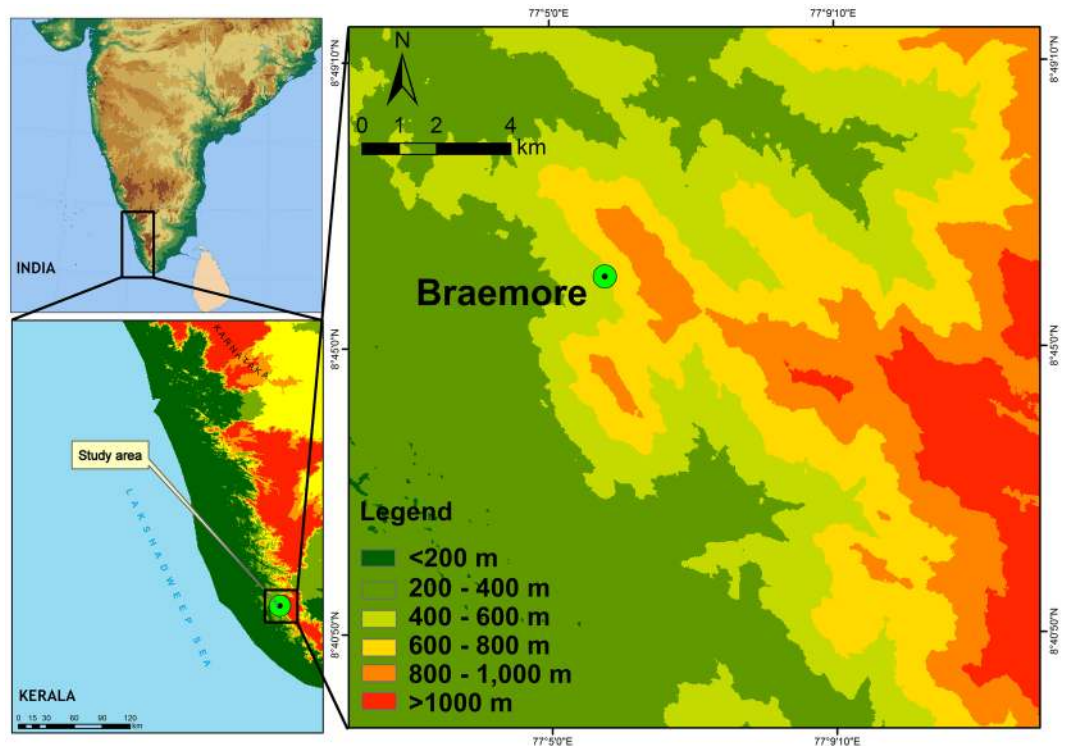 INDIA
KARNATAKA
Study area
LAKSHADWEEP SEA
KERALA
0 15 30 60 90 120
km
77°5'0"E 77°9'10"E
8°49'10"N 8°49'10"N
N
0 1 2 4
km
Braemore
8°45'0"N 8°45'0"N
Legend
<200 m
200 - 400 m
400 - 600 m
600 - 800 m
800 - 1,000 m
>1000 m
8°40'50"N 8°40'50"N
77°5'0"E 77°9'10"E